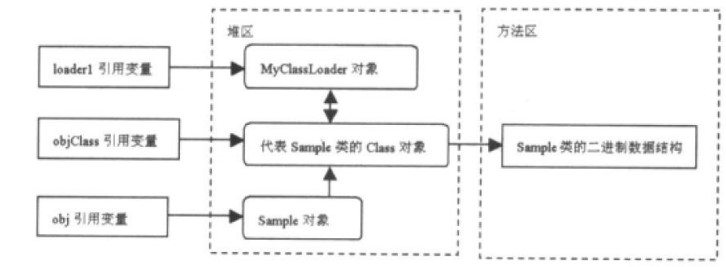 堆区
方法区
loader1 引用变量
MyClassLoader 对象
objClass 引用变量
代表 Sample 类的 Class 对象
Sample 类的二进制数据结构
obj 引用变量
Sample 对象